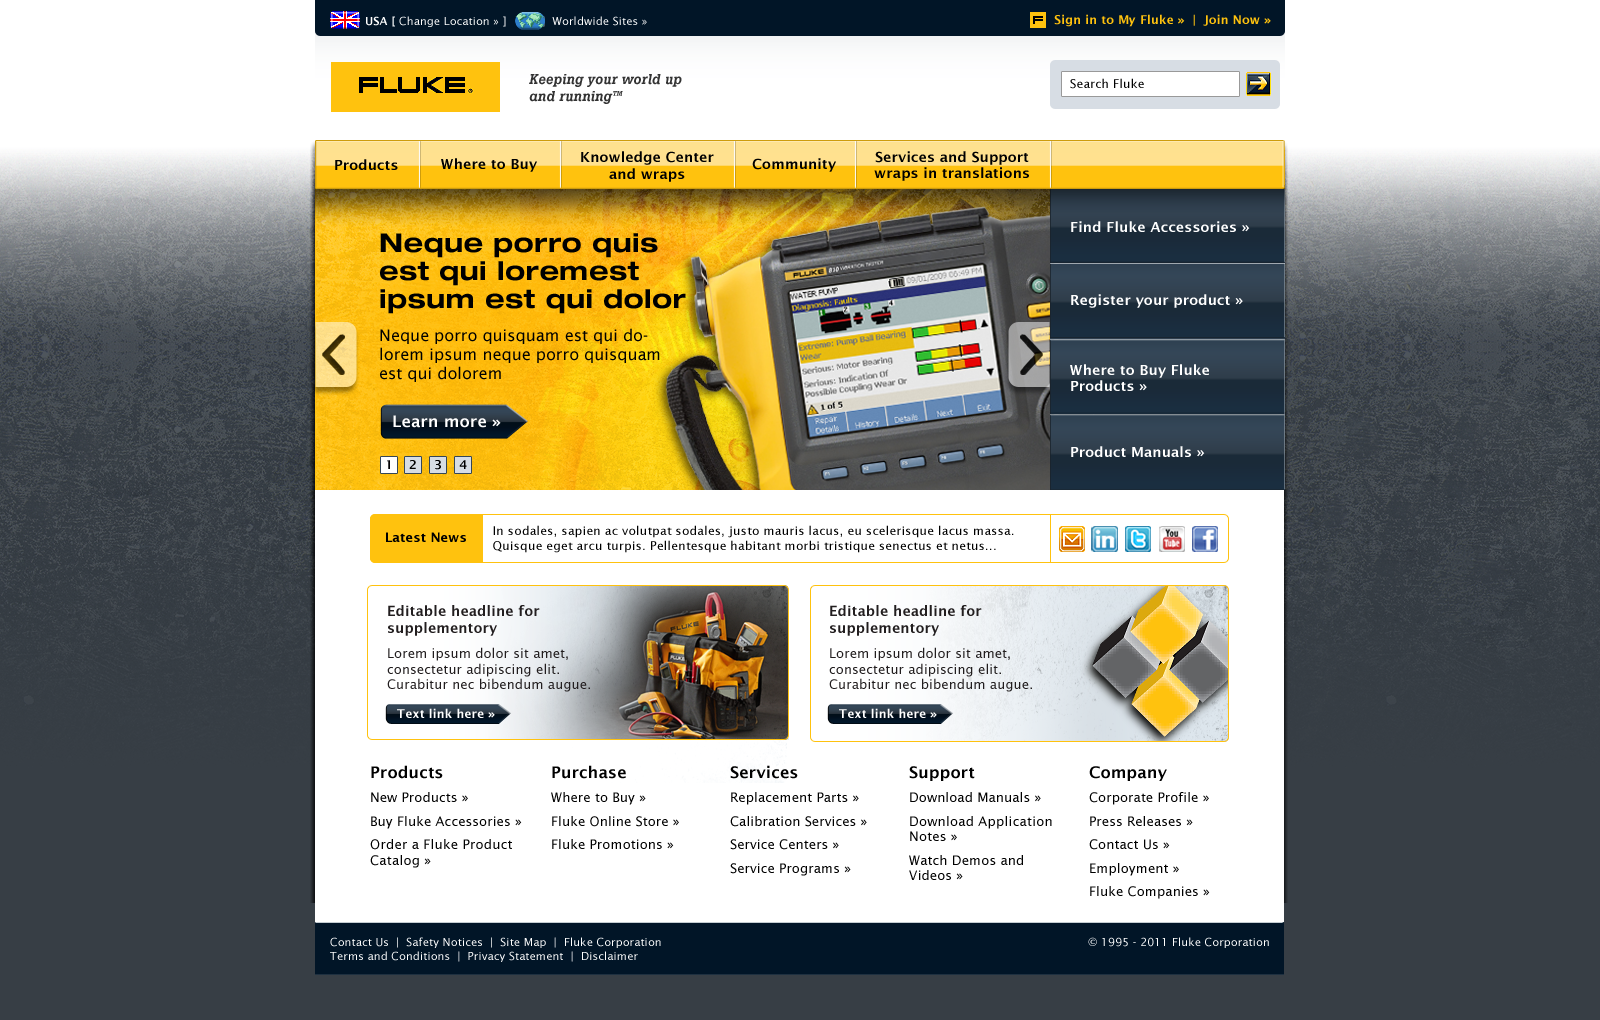 USA [ Change Location » ] Worldwide Sites »
Sign in to My Fluke » | Join Now »
FLUKE®
Keeping your world up
and running™
Search Fluke
Products
Where to Buy
Knowledge Center
and wraps
Community
Services and Support
wraps in translations
Neque porro quis
est qui loremest
ipsum est qui dolor
Neque porro quisquam est qui do-
lorem ipsum neque porro quisquam
est qui dolorem
Learn more »
1 2 3 4
FLUKE 810 VIBRATION TESTER
WATER PUMP 09/01/2009 06:49 PM
Diagnosis: Faults
Extreme: Pump Ball Bearing
Wear
Serious: Motor Bearing
Serious: Indication Of
Possible Coupling Wear Or
1 of 5
Repair
Details
History
Details
Next
Exit
Find Fluke Accessories »
Register your product »
Where to Buy Fluke
Products »
Product Manuals »
Latest News
In sodales, sapien ac volutpat sodales, justo mauris lacus, eu scelerisque lacus massa.
Quisque eget arcu turpis. Pellentesque habitant morbi tristique senectus et netus...
in
t
You
Tube
f
Editable headline for
supplementory
Lorem ipsum dolor sit amet,
consectetur adipiscing elit.
Curabitur nec bibendum augue.
Text link here »
FLUKE
FLUKE
Editable headline for
supplementory
Lorem ipsum dolor sit amet,
consectetur adipiscing elit.
Curabitur nec bibendum augue.
Text link here »
Products
New Products »
Buy Fluke Accessories »
Order a Fluke Product
Catalog »
Purchase
Where to Buy »
Fluke Online Store »
Fluke Promotions »
Services
Replacement Parts »
Calibration Services »
Service Centers »
Service Programs »
Support
Download Manuals »
Download Application
Notes »
Watch Demos and
Videos »
Company
Corporate Profile »
Press Releases »
Contact Us »
Employment »
Fluke Companies »
Contact Us | Safety Notices | Site Map | Fluke Corporation
Terms and Conditions | Privacy Statement | Disclaimer
© 1995 - 2011 Fluke Corporation